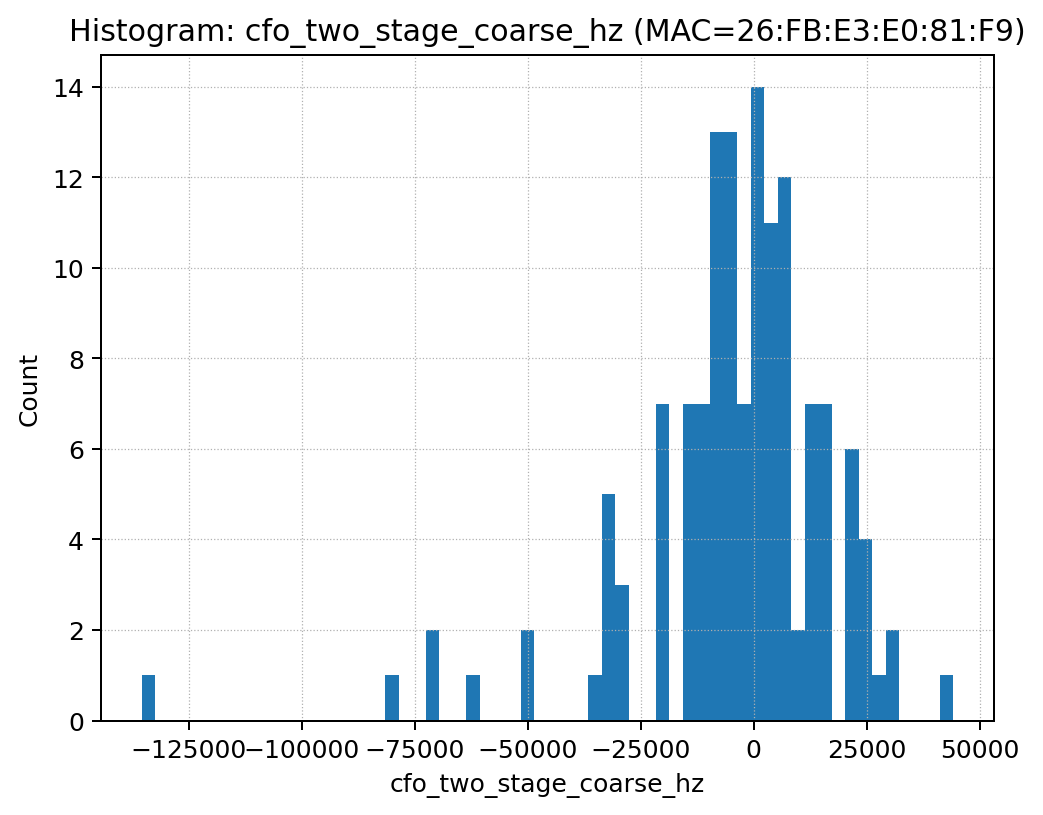 Histogram: cfo_two_stage_coarse_hz (MAC=26:FB:E3:E0:81:F9)
14
12
10
8
6
4
2
0
Count
−125000 −100000 −75000 −50000 −25000 0 25000 50000
cfo_two_stage_coarse_hz